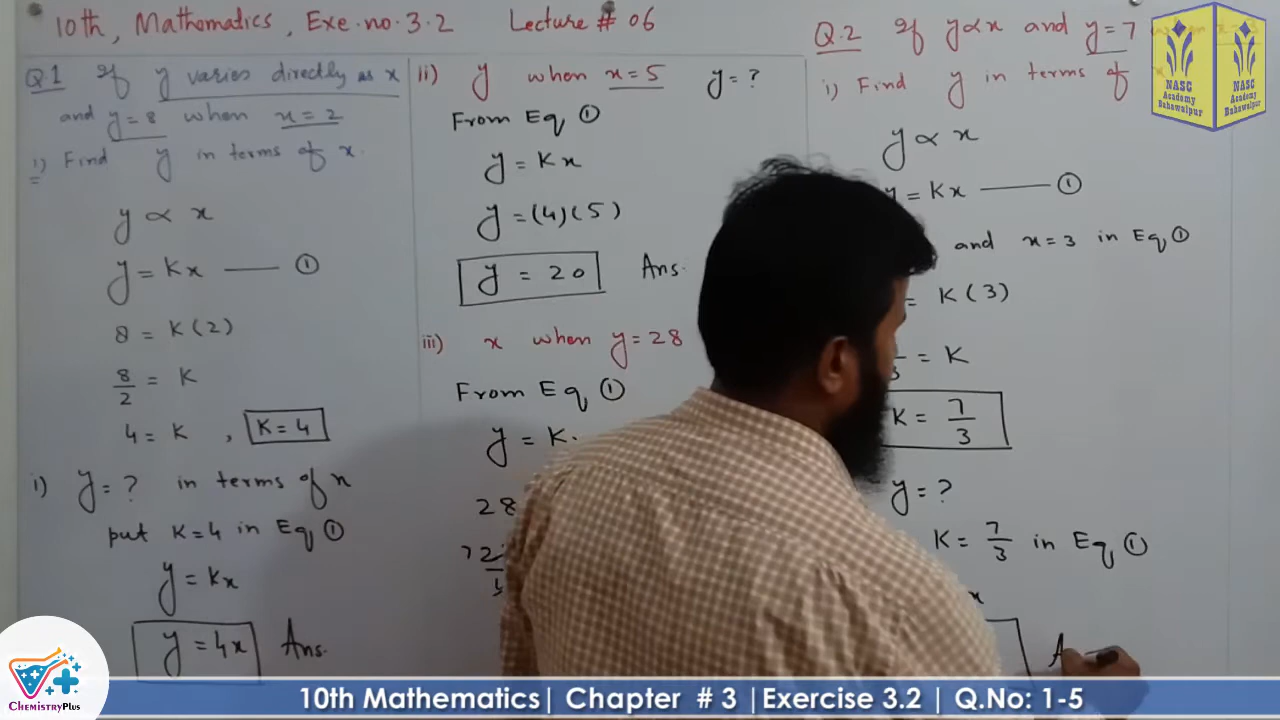 10th, Mathematics, Exe.no.3.2 Lecture # 06
Q.1 If y varies directly as x
and y=8 when x=2
i) Find y in terms of x.
y ∝ x
y = Kx —— ①
8 = K(2)
8/2 = K
4 = K , K=4
i) y=? in terms of x
put K=4 in Eq ①
y = Kx
y = 4x Ans.
ii) y when x=5 y=?
From Eq ①
y = Kx
y = (4)(5)
y = 20 Ans.
iii) x when y=28
From Eq ①
y = K
28
Q.2 If y∝x and y=7
i) Find y in terms of
y ∝ x
y = Kx —— ①
and x=3 in Eq ①
= K(3)
= K
K = 7/3
y = ?
K = 7/3 in Eq ①
x
NASC
Academy
Bahawalpur
NASC
Academy
Bahawalpur
ChemistryPlus
10th Mathematics| Chapter # 3 |Exercise 3.2 | Q.No: 1-5